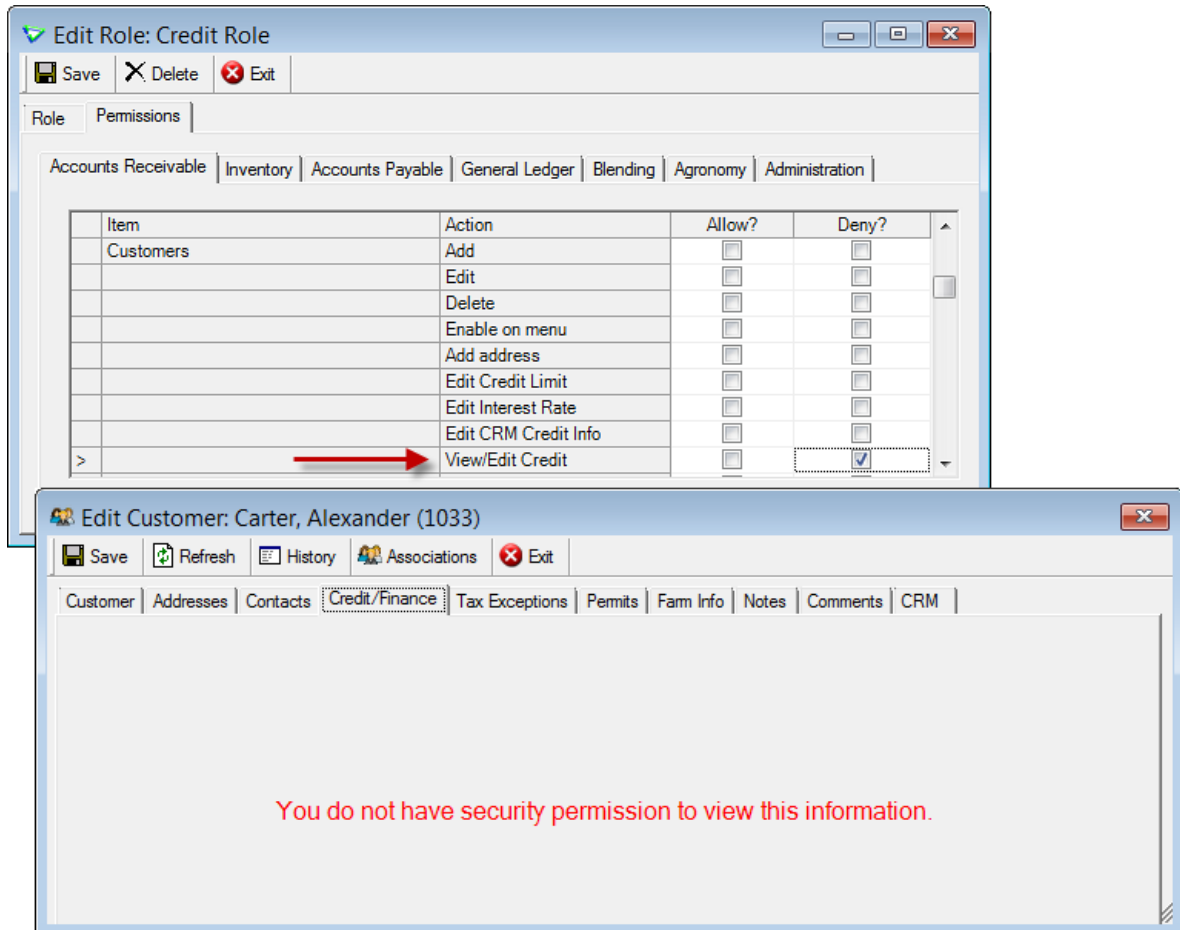 Edit Role: Credit Role
Save Delete Exit
Role Permissions
Accounts Receivable Inventory Accounts Payable General Ledger Blending Agronomy Administration
Item Action Allow? Deny?
Customers Add
Edit
Delete
Enable on menu
Add address
Edit Credit Limit
Edit Interest Rate
Edit CRM Credit Info
> View/Edit Credit
Edit Customer: Carter, Alexander (1033)
Save Refresh History Associations Exit
Customer Addresses Contacts Credit/Finance Tax Exceptions Permits Farm Info Notes Comments CRM
You do not have security permission to view this information.